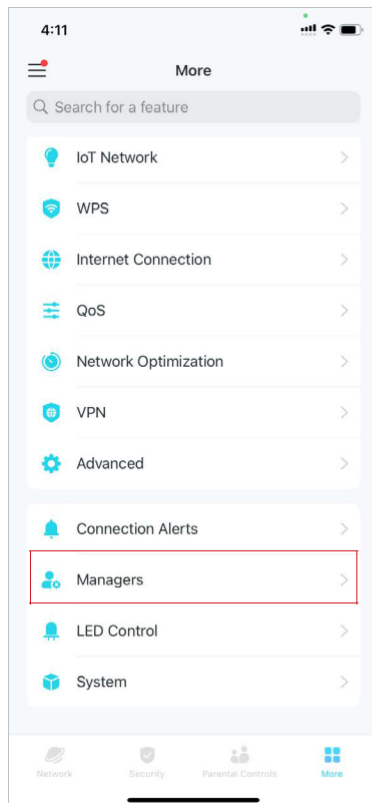 4:11
More
Search for a feature
IoT Network
WPS
Internet Connection
QoS
Network Optimization
VPN
Advanced
Connection Alerts
Managers
LED Control
System
Network Security Parental Controls More